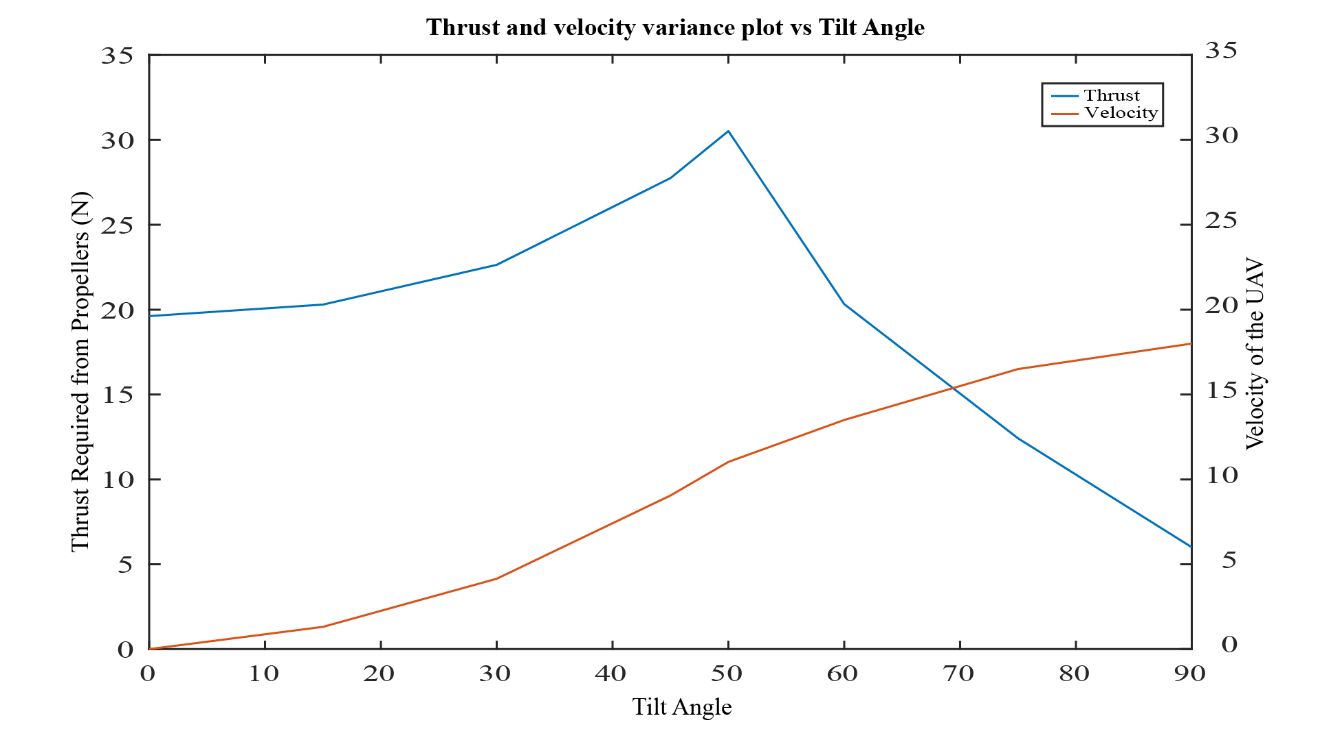 Thrust and velocity variance plot vs Tilt Angle
35
30
25
20
15
10
5
0
Thrust Required from Propellers (N)
Thrust
Velocity
35
30
25
20
15
10
5
0
Velocity of the UAV
0 10 20 30 40 50 60 70 80 90
Tilt Angle